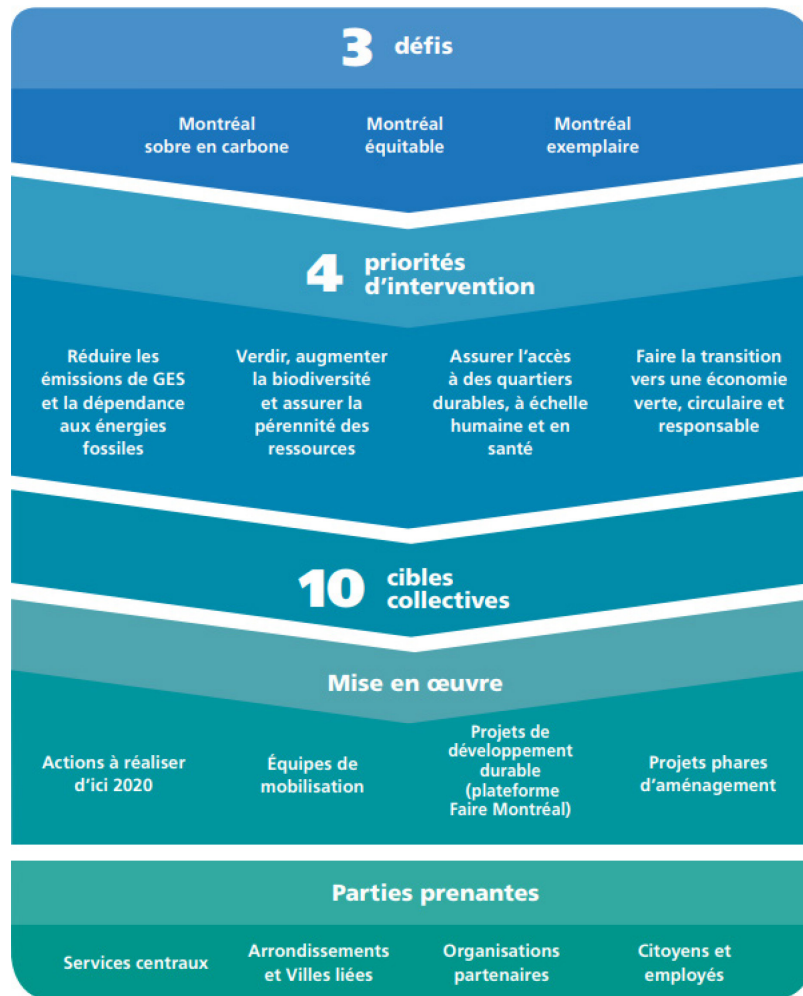 3 défis
Montréal
sobre en carbone
Montréal
équitable
Montréal
exemplaire
4 priorités
d’intervention
Réduire les
émissions de GES
et la dépendance
aux énergies
fossiles
Verdir, augmenter
la biodiversité
et assurer la
pérennité des
ressources
Assurer l’accès
à des quartiers
durables, à échelle
humaine et en
santé
Faire la transition
vers une économie
verte, circulaire et
responsable
10 cibles
collectives
Mise en œuvre
Actions à réaliser
d’ici 2020
Équipes de
mobilisation
Projets de
développement
durable
(plateforme
Faire Montréal)
Projets phares
d’aménagement
Parties prenantes
Services centraux
Arrondissements
et Villes liées
Organisations
partenaires
Citoyens et
employés